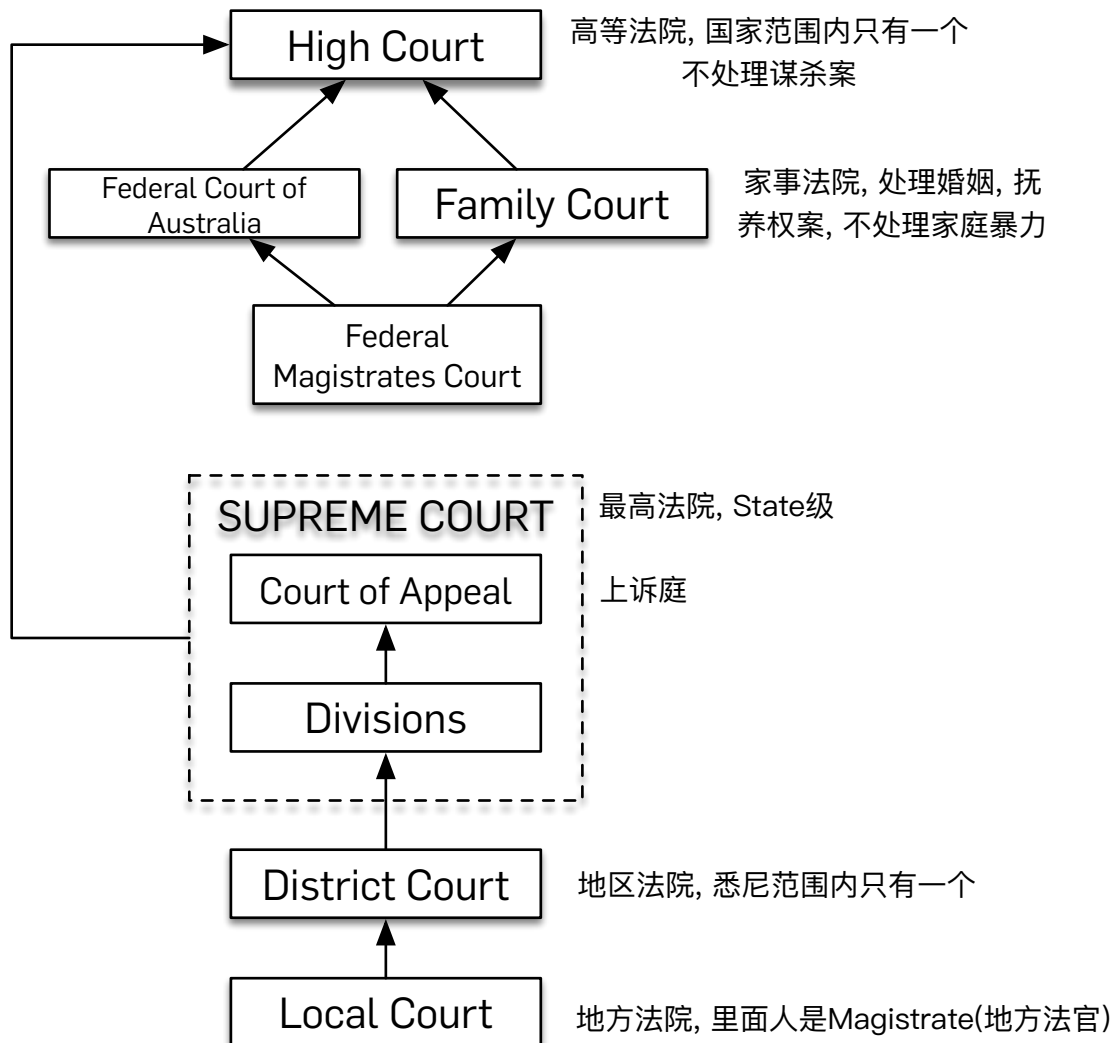 High Court
高等法院, 国家范围内只有一个
不处理谋杀案
Federal Court of
Australia
Family Court
家事法院, 处理婚姻, 抚
养权案, 不处理家庭暴力
Federal
Magistrates Court
SUPREME COURT
最高法院, State级
Court of Appeal
上诉庭
Divisions
District Court
地区法院, 悉尼范围内只有一个
Local Court
地方法院, 里面人是Magistrate(地方法官)